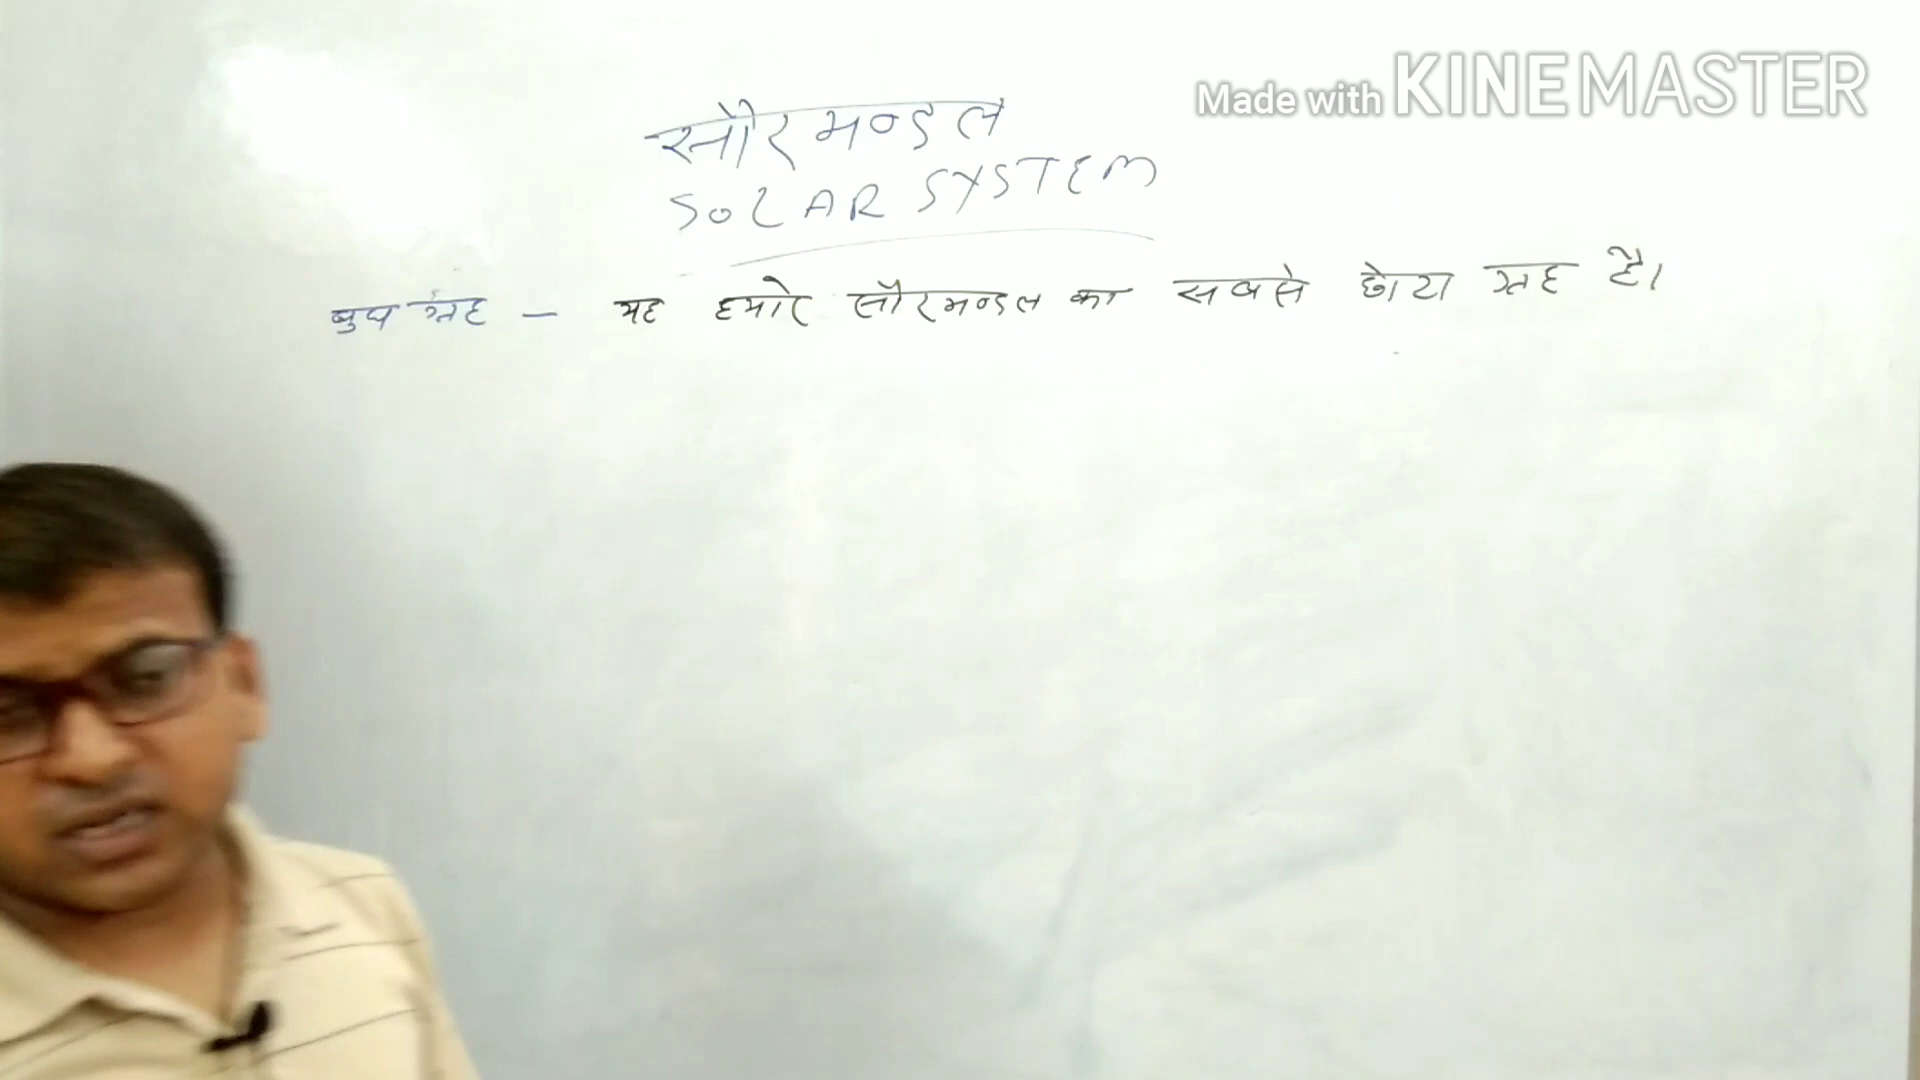 Made with KINEMASTER
सौरमण्डल
SOLAR SYSTEM
बुध ग्रह – यह हमारे सौरमण्डल का सबसे छोटा ग्रह है।